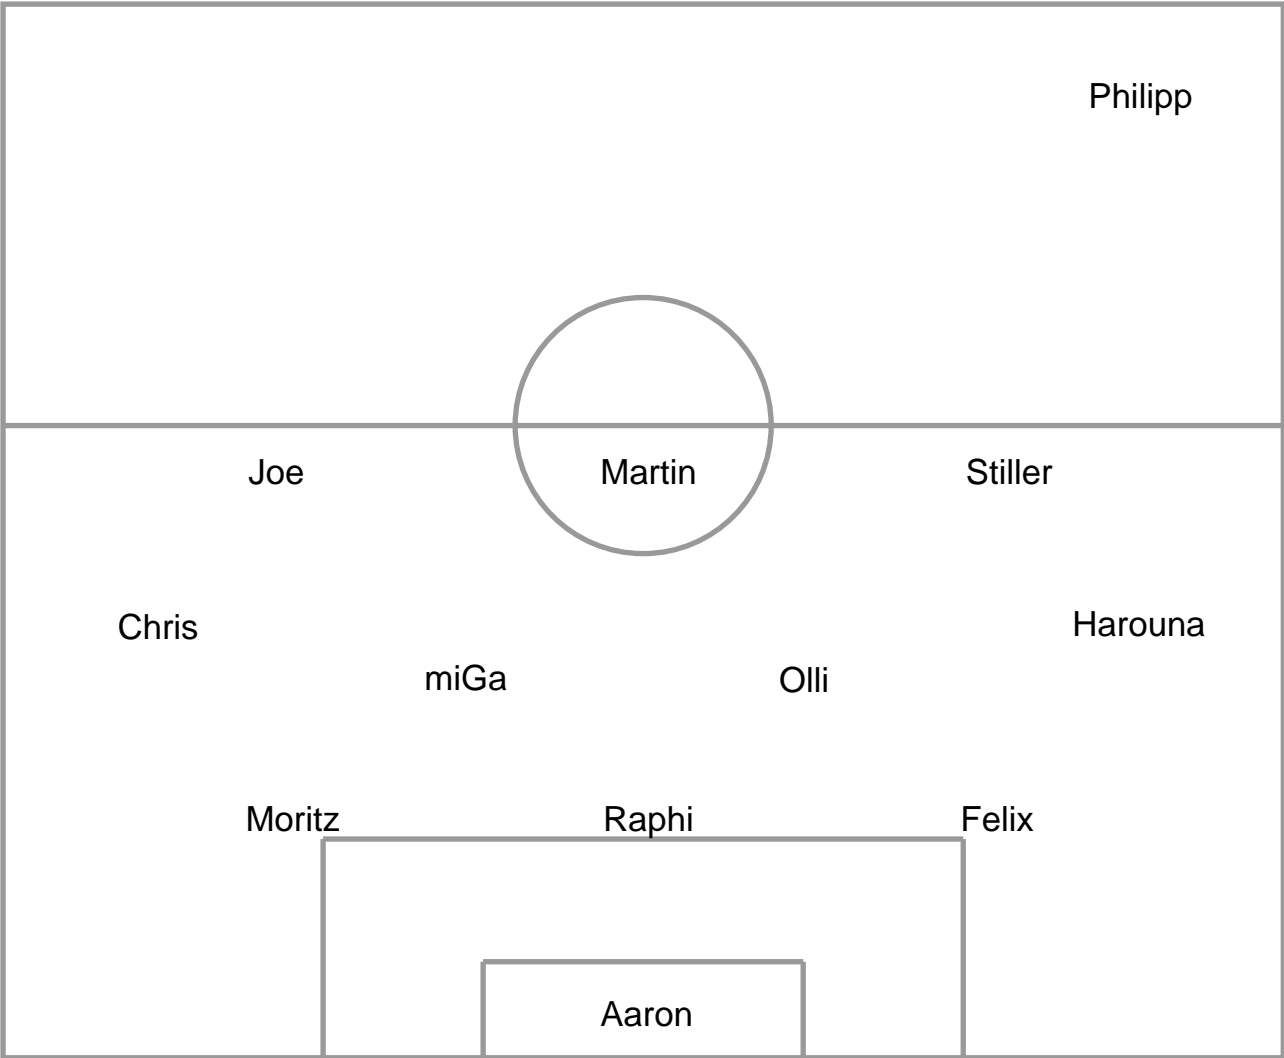 Philipp
Joe Martin Stiller
Chris Harouna
miGa Olli
Moritz Raphi Felix
Aaron